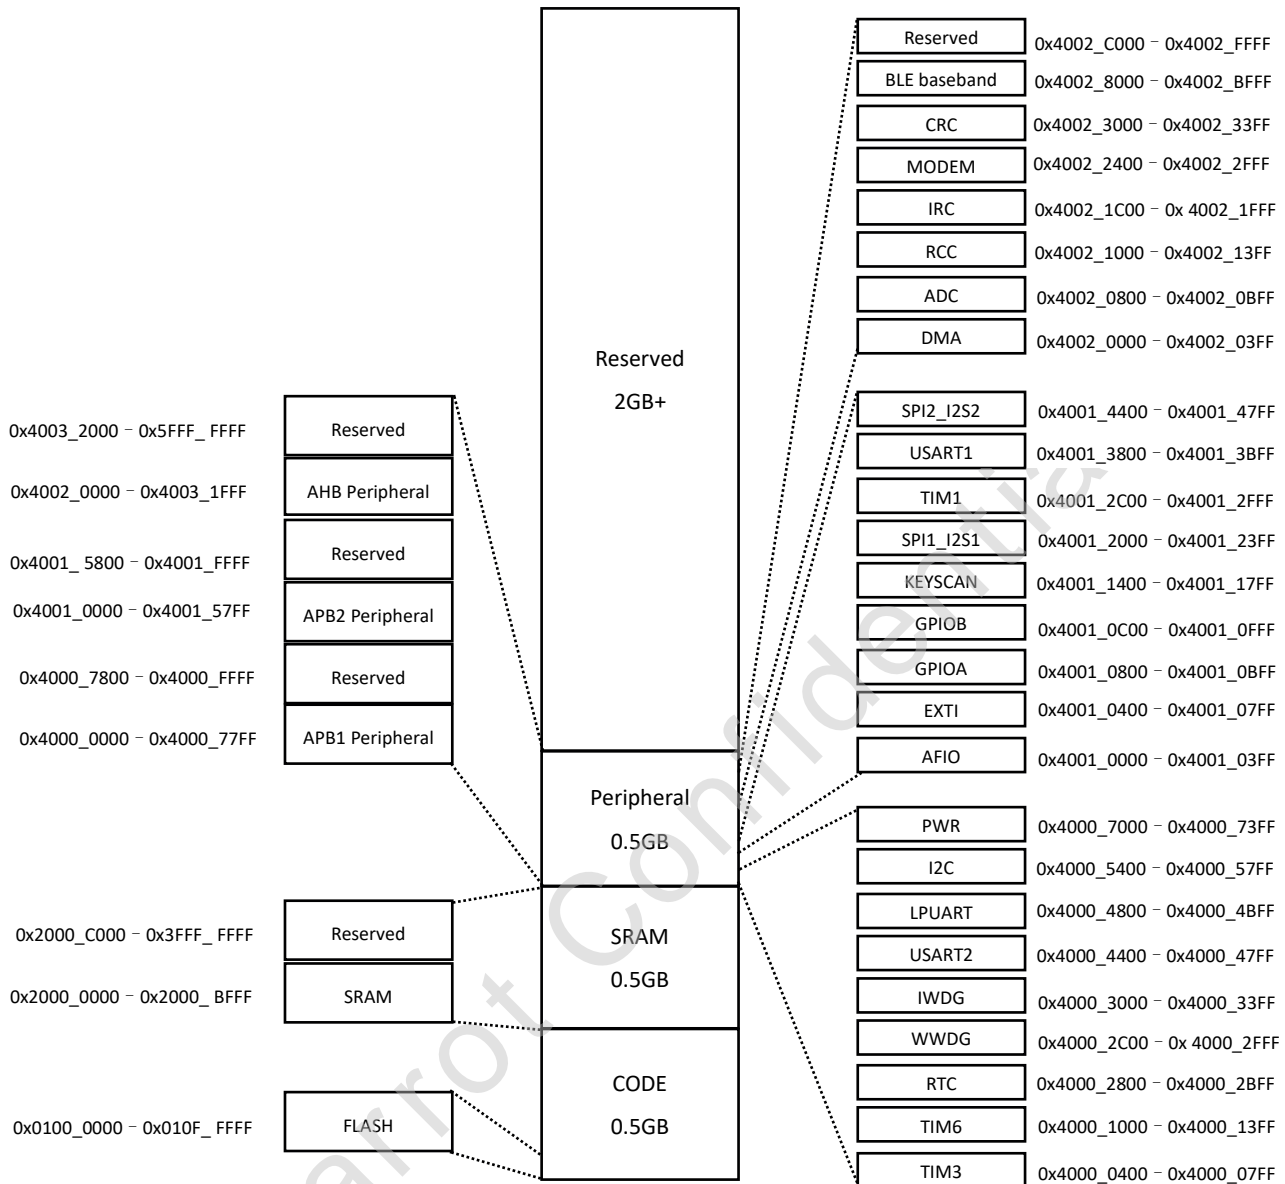 Reserved
2GB+
Peripheral
0.5GB
SRAM
0.5GB
CODE
0.5GB
0x4003_2000 – 0x5FFF_ FFFF Reserved
0x4002_0000 – 0x4003_1FFF AHB Peripheral
0x4001_ 5800 – 0x4001_FFFF Reserved
0x4001_0000 – 0x4001_57FF APB2 Peripheral
0x4000_7800 – 0x4000_FFFF Reserved
0x4000_0000 – 0x4000_77FF APB1 Peripheral
0x2000_C000 – 0x3FFF_ FFFF Reserved
0x2000_0000 – 0x2000_ BFFF SRAM
0x0100_0000 – 0x010F_ FFFF FLASH
Reserved 0x4002_C000 – 0x4002_FFFF
BLE baseband 0x4002_8000 – 0x4002_BFFF
CRC 0x4002_3000 – 0x4002_33FF
MODEM 0x4002_2400 – 0x4002_2FFF
IRC 0x4002_1C00 – 0x 4002_1FFF
RCC 0x4002_1000 – 0x4002_13FF
ADC 0x4002_0800 – 0x4002_0BFF
DMA 0x4002_0000 – 0x4002_03FF
SPI2_I2S2 0x4001_4400 – 0x4001_47FF
USART1 0x4001_3800 – 0x4001_3BFF
TIM1 0x4001_2C00 – 0x4001_2FFF
SPI1_I2S1 0x4001_2000 – 0x4001_23FF
KEYSCAN 0x4001_1400 – 0x4001_17FF
GPIOB 0x4001_0C00 – 0x4001_0FFF
GPIOA 0x4001_0800 – 0x4001_0BFF
EXTI 0x4001_0400 – 0x4001_07FF
AFIO 0x4001_0000 – 0x4001_03FF
PWR 0x4000_7000 – 0x4000_73FF
I2C 0x4000_5400 – 0x4000_57FF
LPUART 0x4000_4800 – 0x4000_4BFF
USART2 0x4000_4400 – 0x4000_47FF
IWDG 0x4000_3000 – 0x4000_33FF
WWDG 0x4000_2C00 – 0x 4000_2FFF
RTC 0x4000_2800 – 0x4000_2BFF
TIM6 0x4000_1000 – 0x4000_13FF
TIM3 0x4000_0400 – 0x4000_07FF
arrot Confidentia